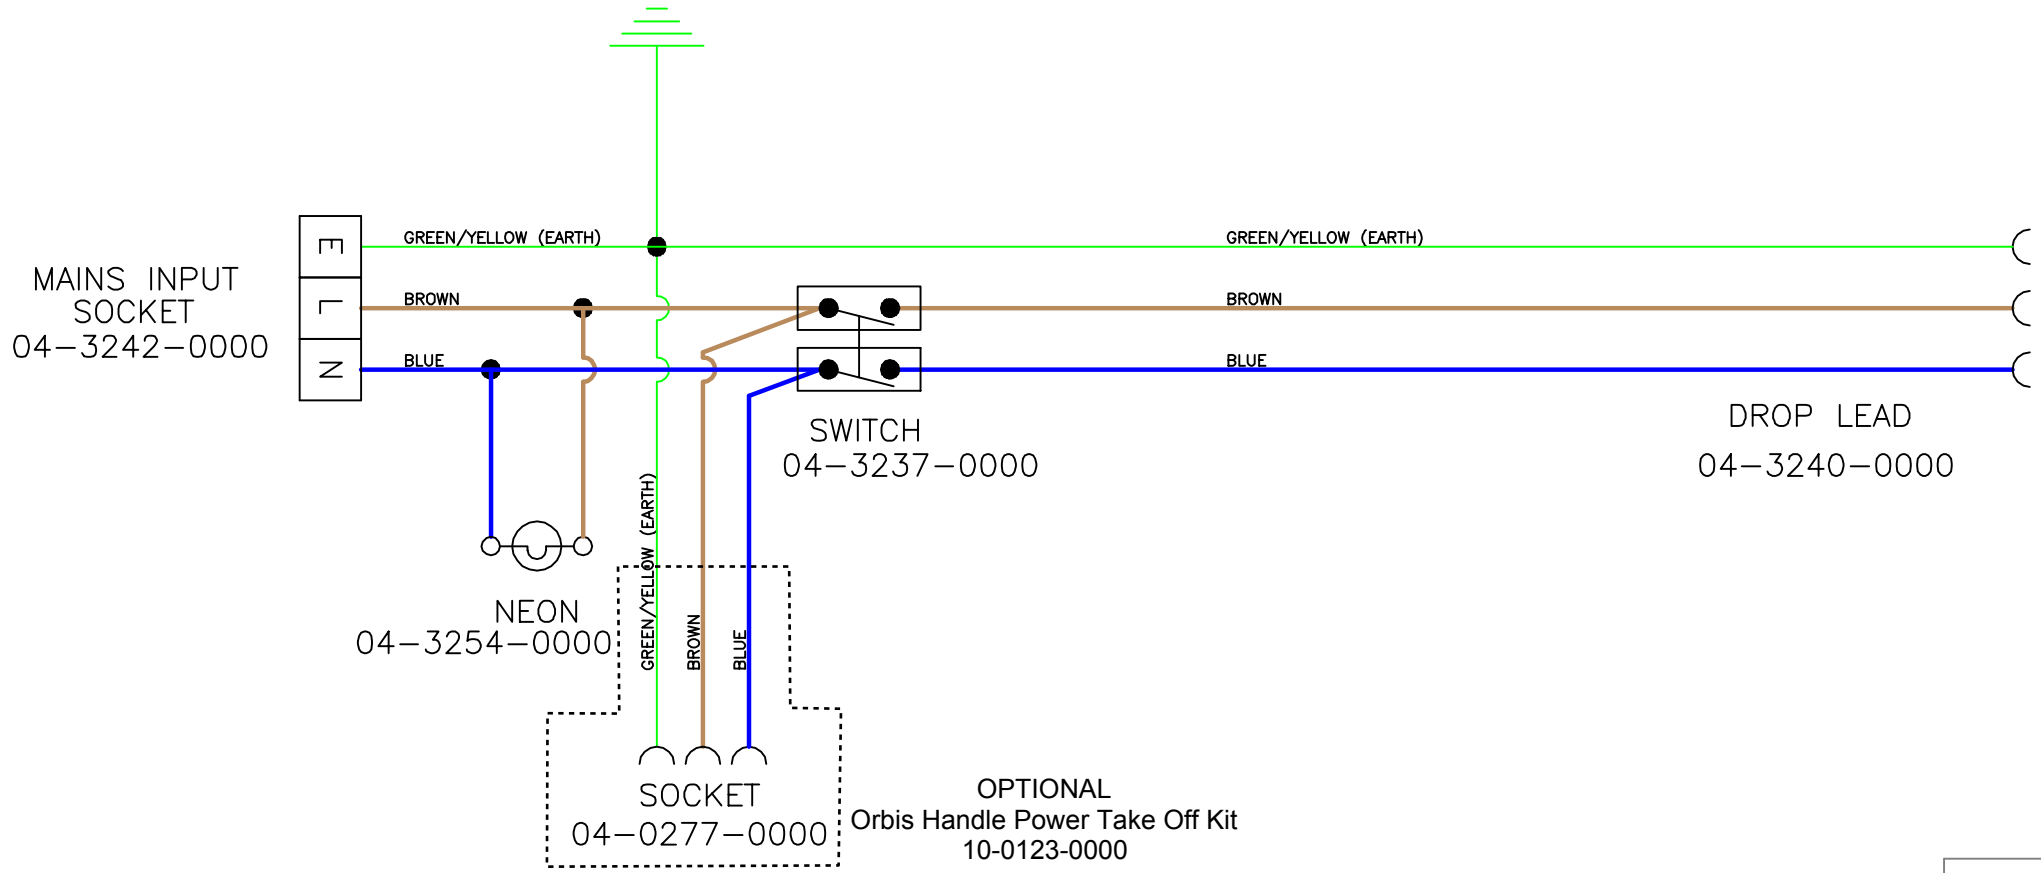 GREEN/YELLOW (EARTH)
GREEN/YELLOW (EARTH)
E
MAINS INPUT
SOCKET
04-3242-0000
L
BROWN
BROWN
N
BLUE
BLUE
SWITCH
04-3237-0000
DROP LEAD
04-3240-0000
NEON
04-3254-0000
GREEN/YELLOW (EARTH)
BROWN
BLUE
SOCKET
04-0277-0000
OPTIONAL
Orbis Handle Power Take Off Kit
10-0123-0000